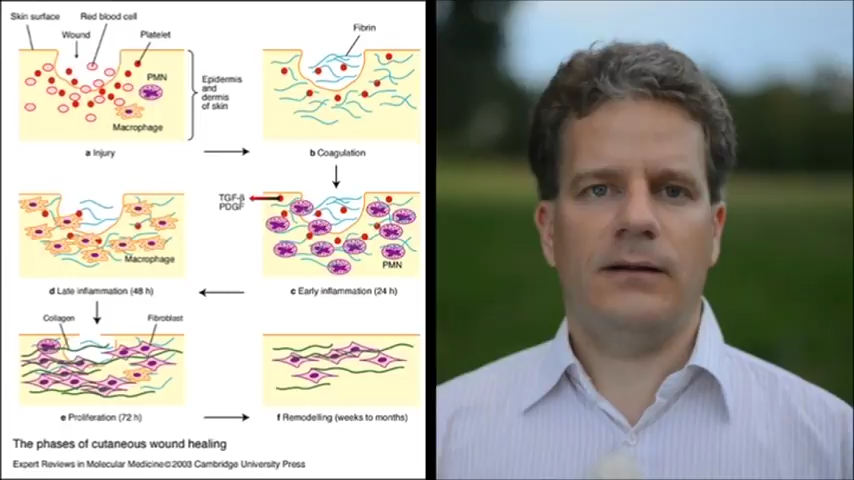 Skin surface
Red blood cell
Wound
Platelet
PMN
Macrophage
Epidermis
and
dermis
of skin
a Injury
Fibrin
b Coagulation
TGF-β
PDGF
PMN
c Early inflammation (24 h)
Macrophage
d Late inflammation (48 h)
Collagen
Fibroblast
e Proliferation (72 h)
f Remodelling (weeks to months)
The phases of cutaneous wound healing
Expert Reviews in Molecular Medicine©2003 Cambridge University Press